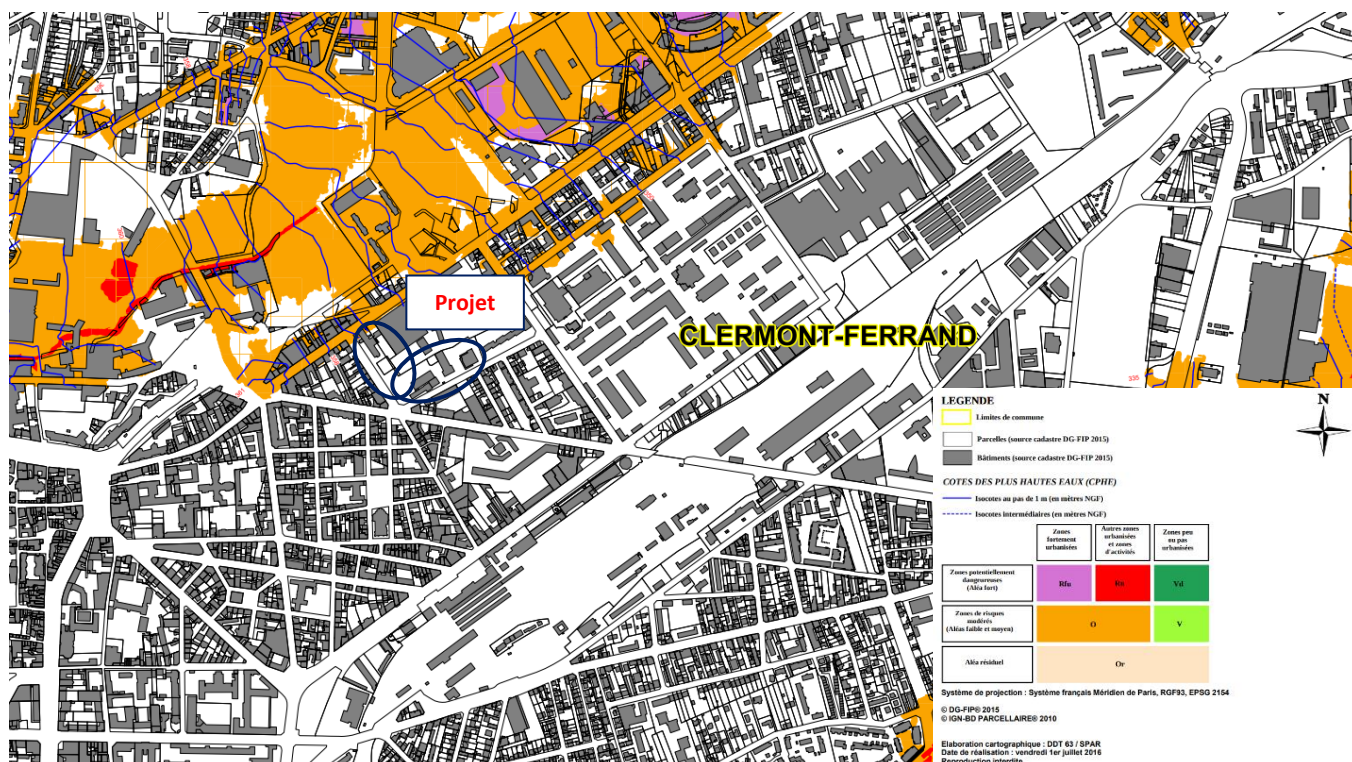 Projet
CLERMONT-FERRAND
361
335
LEGENDE
Limites de commune
Parcelles (source cadastre DG-FIP 2015)
Bâtiments (source cadastre DG-FIP 2015)
COTES DES PLUS HAUTES EAUX (CPHE)
Isocotes au pas de 1 m (en mètres NGF)
Isocotes intermédiaires (en mètres NGF)
N
Zones
fortement
urbanisées
Autres zones
urbanisées
et zones
d'activités
Zones peu
ou pas
urbanisées
Zones potentiellement
dangeureuses
(Aléa fort)
Rfu
Vd
Zones de risques
modérés
(Aléas faible et moyen)
O
V
Aléa résiduel
Or
Système de projection : Système français Méridien de Paris, RGF93, EPSG 2154
© DG-FIP® 2015
© IGN-BD PARCELLAIRE® 2010
Elaboration cartographique : DDT 63 / SPAR
Date de réalisation : vendredi 1er juillet 2016
Reproduction interdite